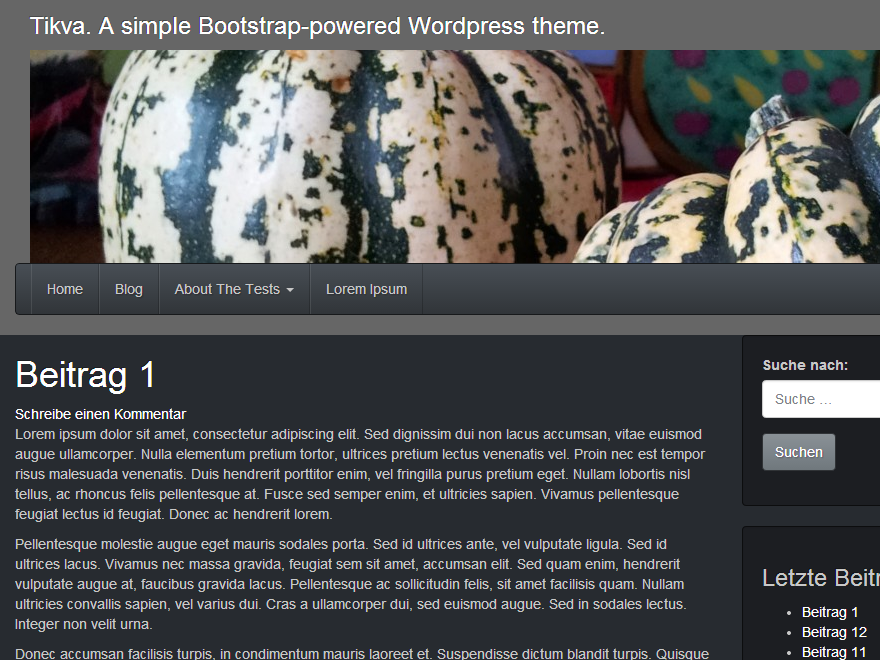 Tikva. A simple Bootstrap-powered Wordpress theme.
Home
Blog
About The Tests
Lorem Ipsum
Beitrag 1
Schreibe einen Kommentar
Lorem ipsum dolor sit amet, consectetur adipiscing elit. Sed dignissim dui non lacus accumsan, vitae euismod
augue ullamcorper. Nulla elementum pretium tortor, ultrices pretium lectus venenatis vel. Proin nec est tempor
risus malesuada venenatis. Duis hendrerit porttitor enim, vel fringilla purus pretium eget. Nullam lobortis nisl
tellus, ac rhoncus felis pellentesque at. Fusce sed semper enim, et ultricies sapien. Vivamus pellentesque
feugiat lectus id feugiat. Donec ac hendrerit lorem.
Pellentesque molestie augue eget mauris sodales porta. Sed id ultrices ante, vel vulputate ligula. Sed id
ultrices lacus. Vivamus nec massa gravida, feugiat sem sit amet, accumsan elit. Sed quam enim, hendrerit
vulputate augue at, faucibus gravida lacus. Pellentesque ac sollicitudin felis, sit amet facilisis quam. Nullam
ultricies convallis sapien, vel varius dui. Cras a ullamcorper dui, sed euismod augue. Sed in sodales lectus.
Integer non velit urna.
Donec accumsan facilisis turpis, in condimentum mauris laoreet et. Suspendisse dictum blandit turpis. Quisque
Suche nach:
Suche …
Suchen
Letzte Beitr
Beitrag 1
Beitrag 12
Beitrag 11